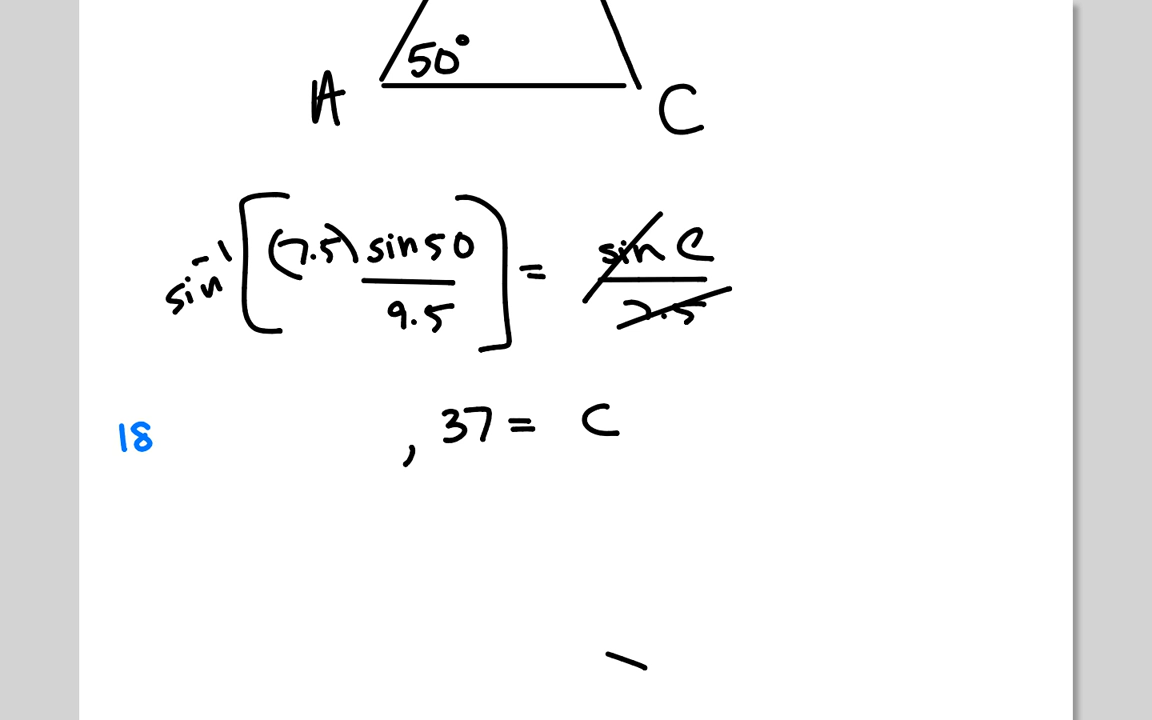 50°
A C
sin⁻¹ [(7.5) sin 50 / 9.5] = sin C / 7.5
18 , 37 = C